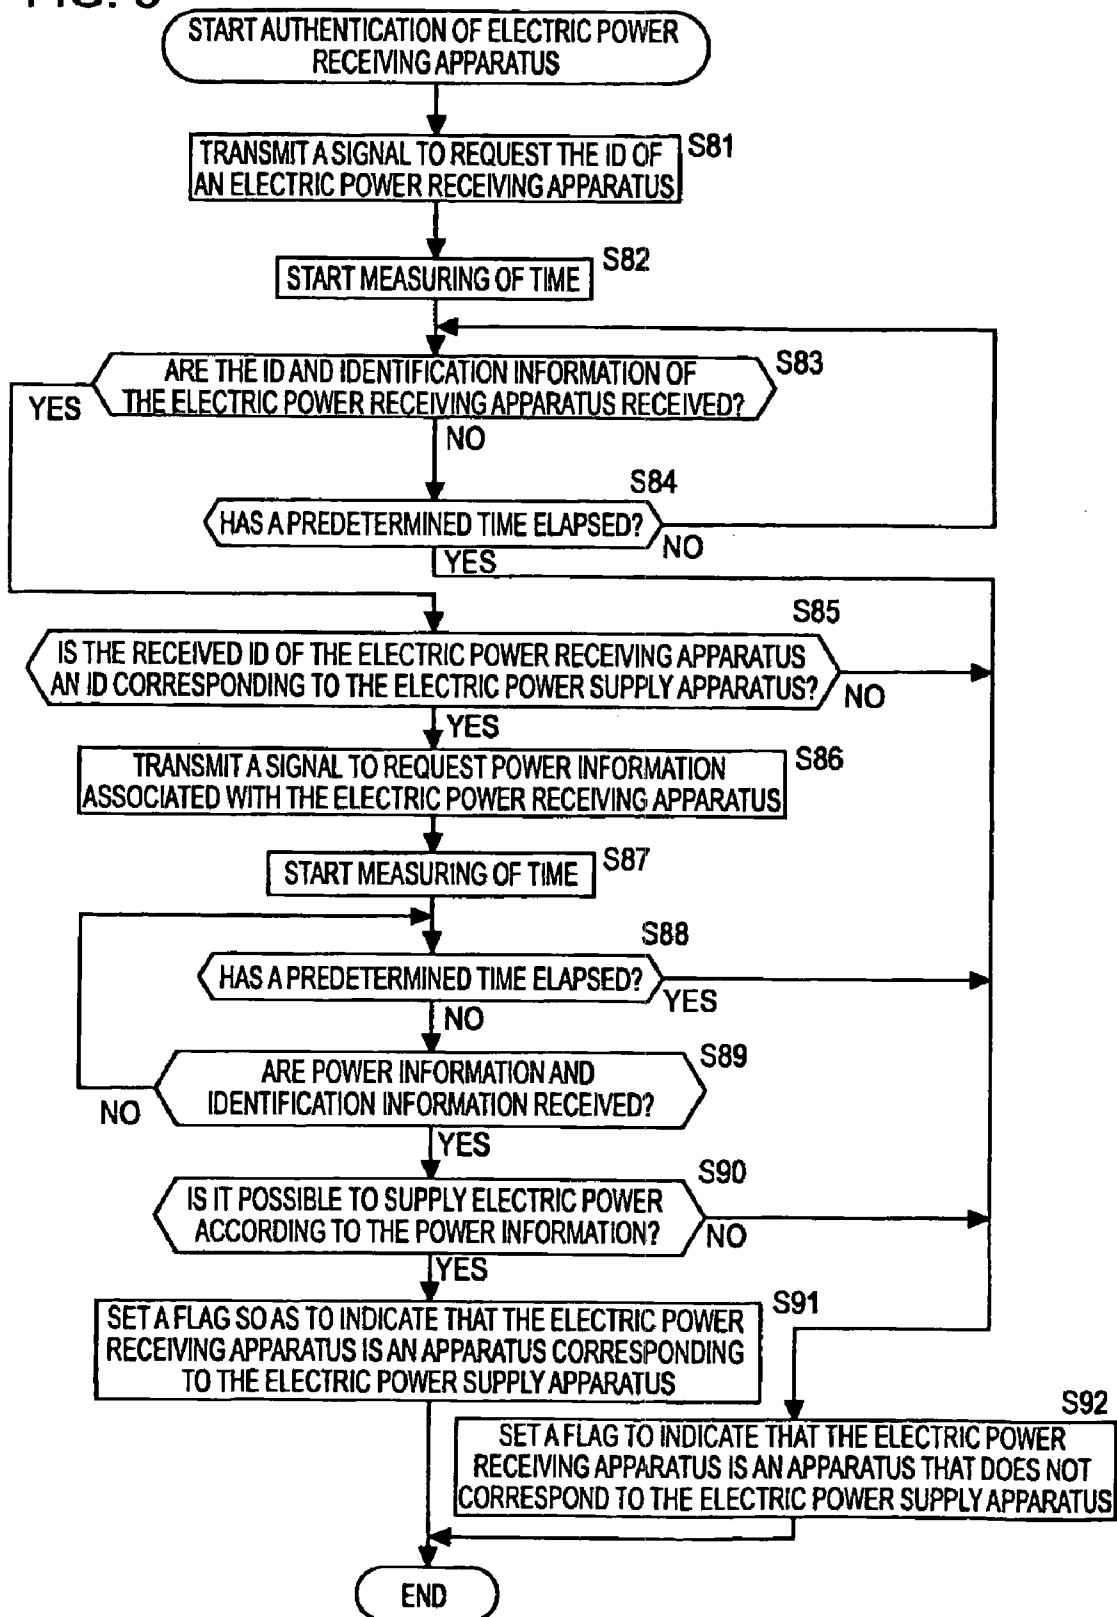 START AUTHENTICATION OF ELECTRIC POWER
RECEIVING APPARATUS
S81
TRANSMIT A SIGNAL TO REQUEST THE ID OF
AN ELECTRIC POWER RECEIVING APPARATUS
S82
START MEASURING OF TIME
S83
ARE THE ID AND IDENTIFICATION INFORMATION OF
THE ELECTRIC POWER RECEIVING APPARATUS RECEIVED?
YES
NO
S84
HAS A PREDETERMINED TIME ELAPSED?
NO
YES
S85
IS THE RECEIVED ID OF THE ELECTRIC POWER RECEIVING APPARATUS
AN ID CORRESPONDING TO THE ELECTRIC POWER SUPPLY APPARATUS?
NO
YES
S86
TRANSMIT A SIGNAL TO REQUEST POWER INFORMATION
ASSOCIATED WITH THE ELECTRIC POWER RECEIVING APPARATUS
S87
START MEASURING OF TIME
S88
HAS A PREDETERMINED TIME ELAPSED?
YES
NO
S89
ARE POWER INFORMATION AND
IDENTIFICATION INFORMATION RECEIVED?
NO
YES
S90
IS IT POSSIBLE TO SUPPLY ELECTRIC POWER
ACCORDING TO THE POWER INFORMATION?
NO
YES
S91
SET A FLAG SO AS TO INDICATE THAT THE ELECTRIC POWER
RECEIVING APPARATUS IS AN APPARATUS CORRESPONDING
TO THE ELECTRIC POWER SUPPLY APPARATUS
S92
SET A FLAG TO INDICATE THAT THE ELECTRIC POWER
RECEIVING APPARATUS IS AN APPARATUS THAT DOES NOT
CORRESPOND TO THE ELECTRIC POWER SUPPLY APPARATUS
END